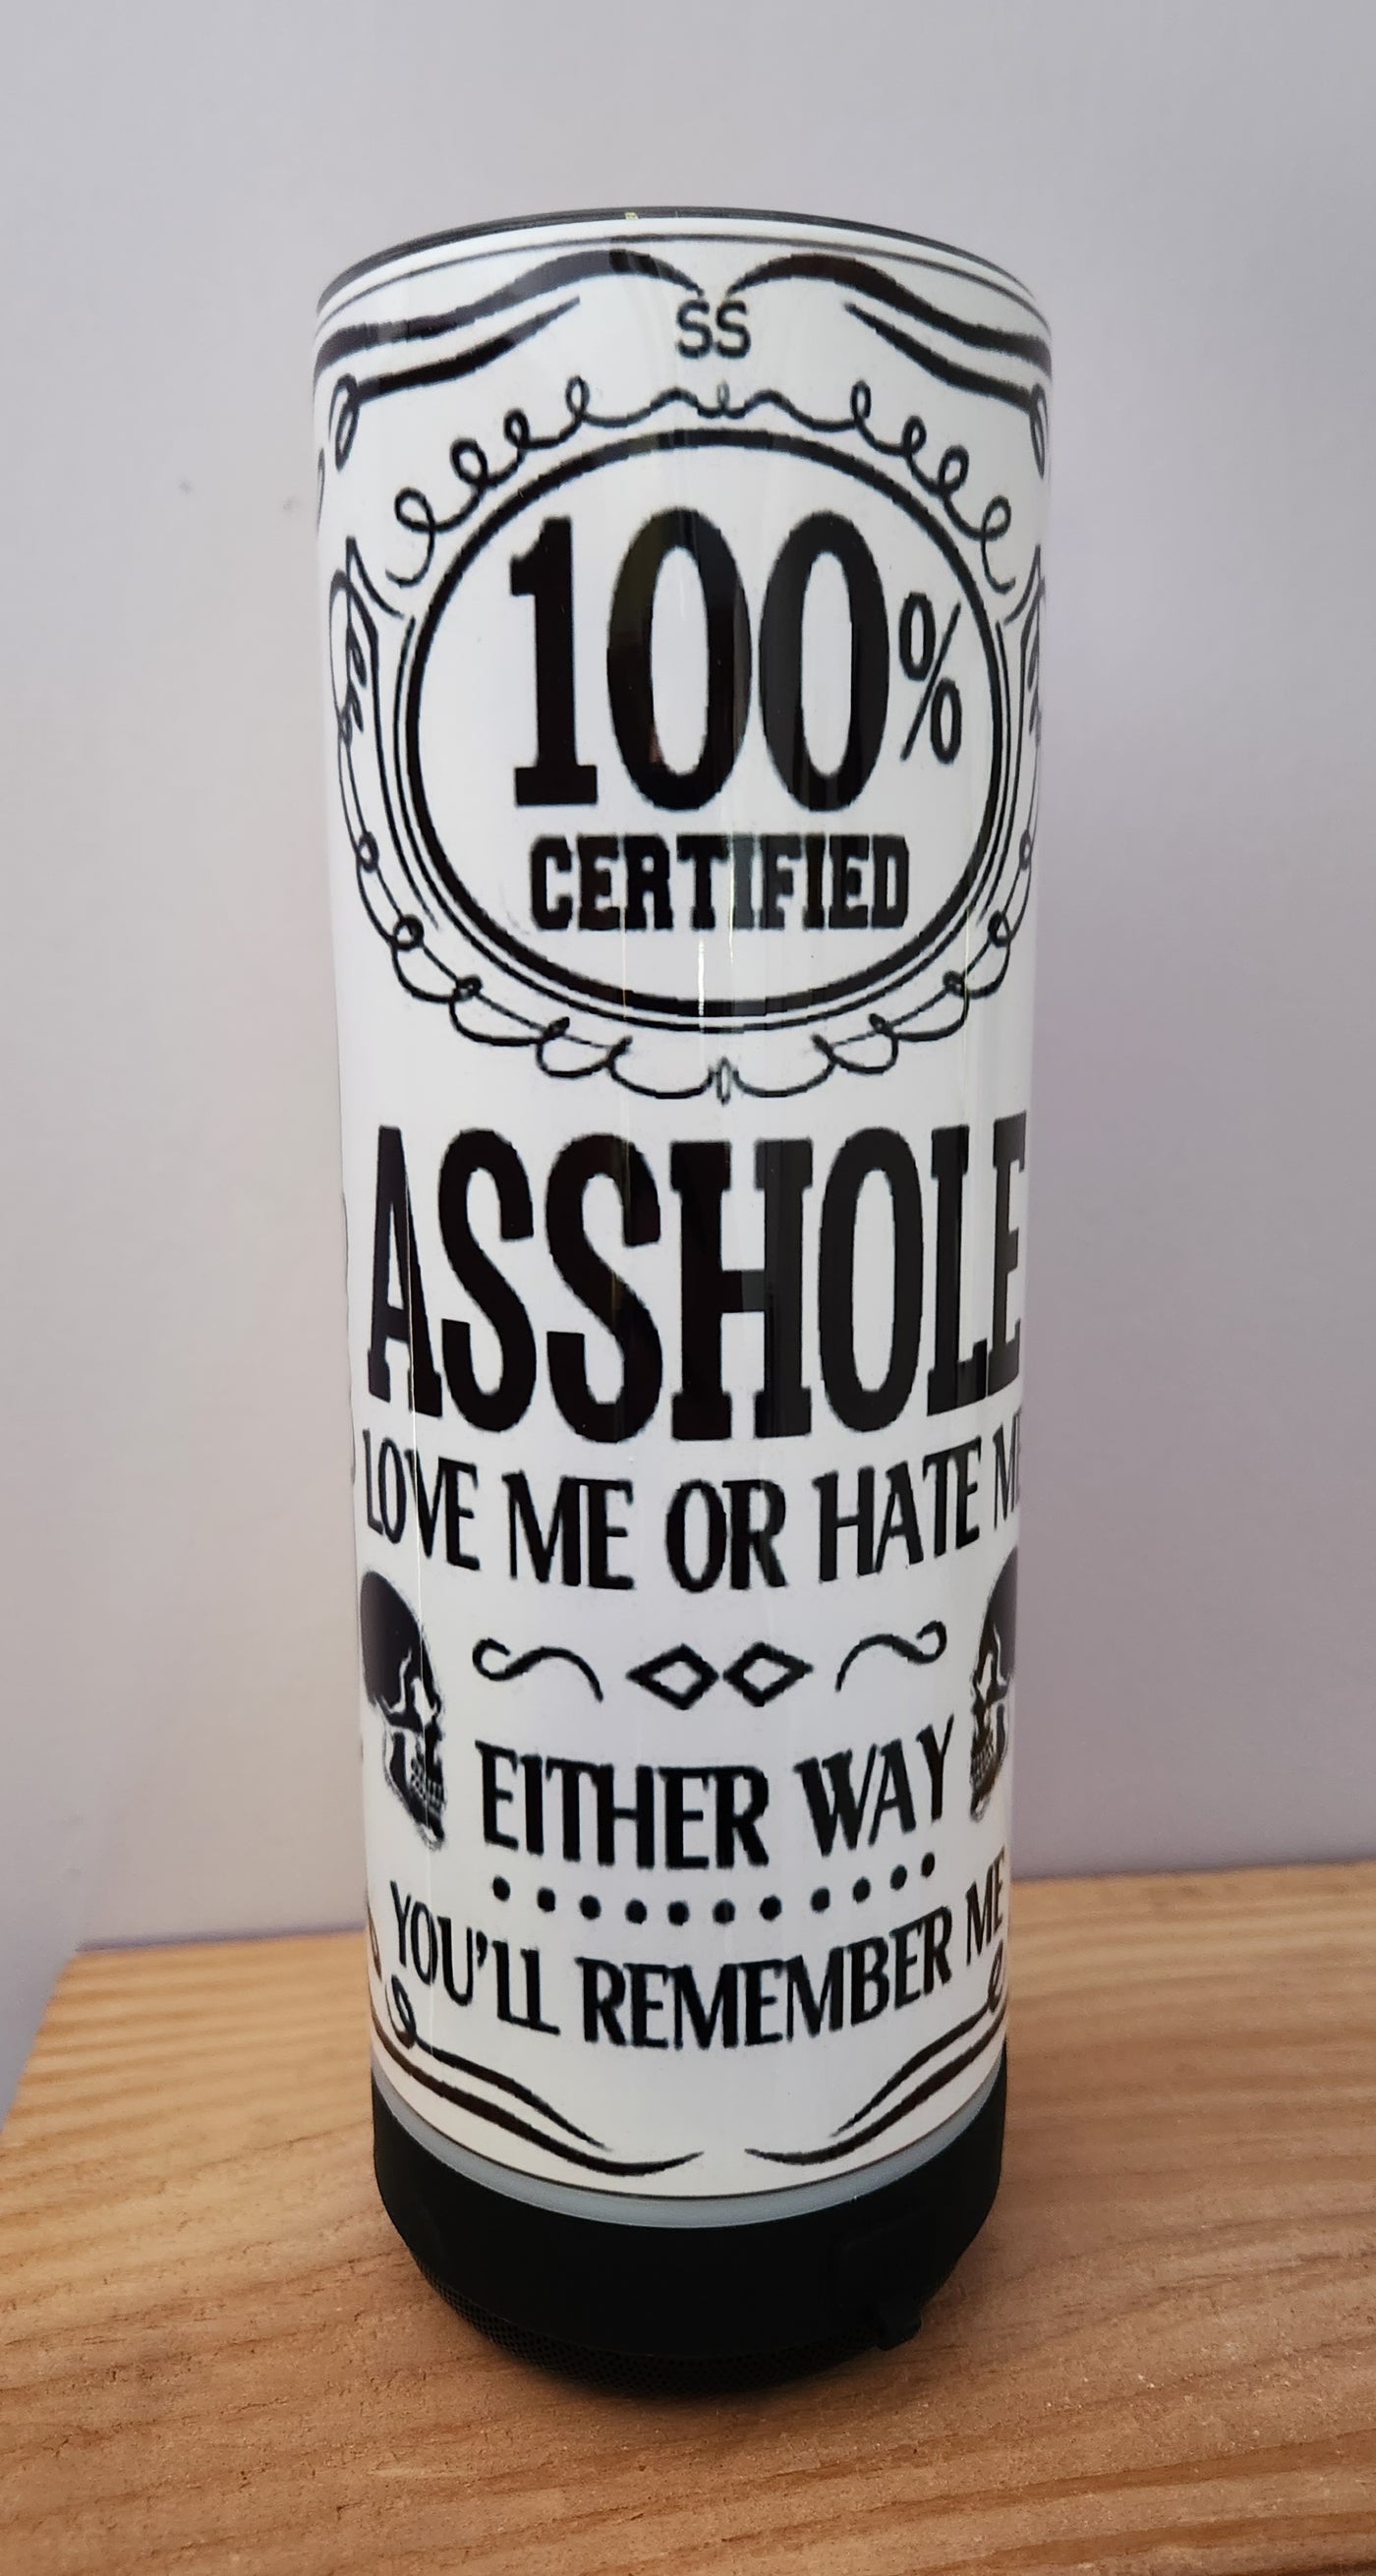 SS
100%
CERTIFIED
ASSHOLE
LOVE ME OR HATE ME
EITHER WAY
YOU'LL REMEMBER ME